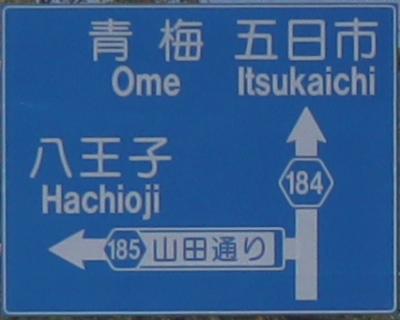 青梅 五日市
Ome Itsukaichi
八王子
Hachioji
184
185 山田通り